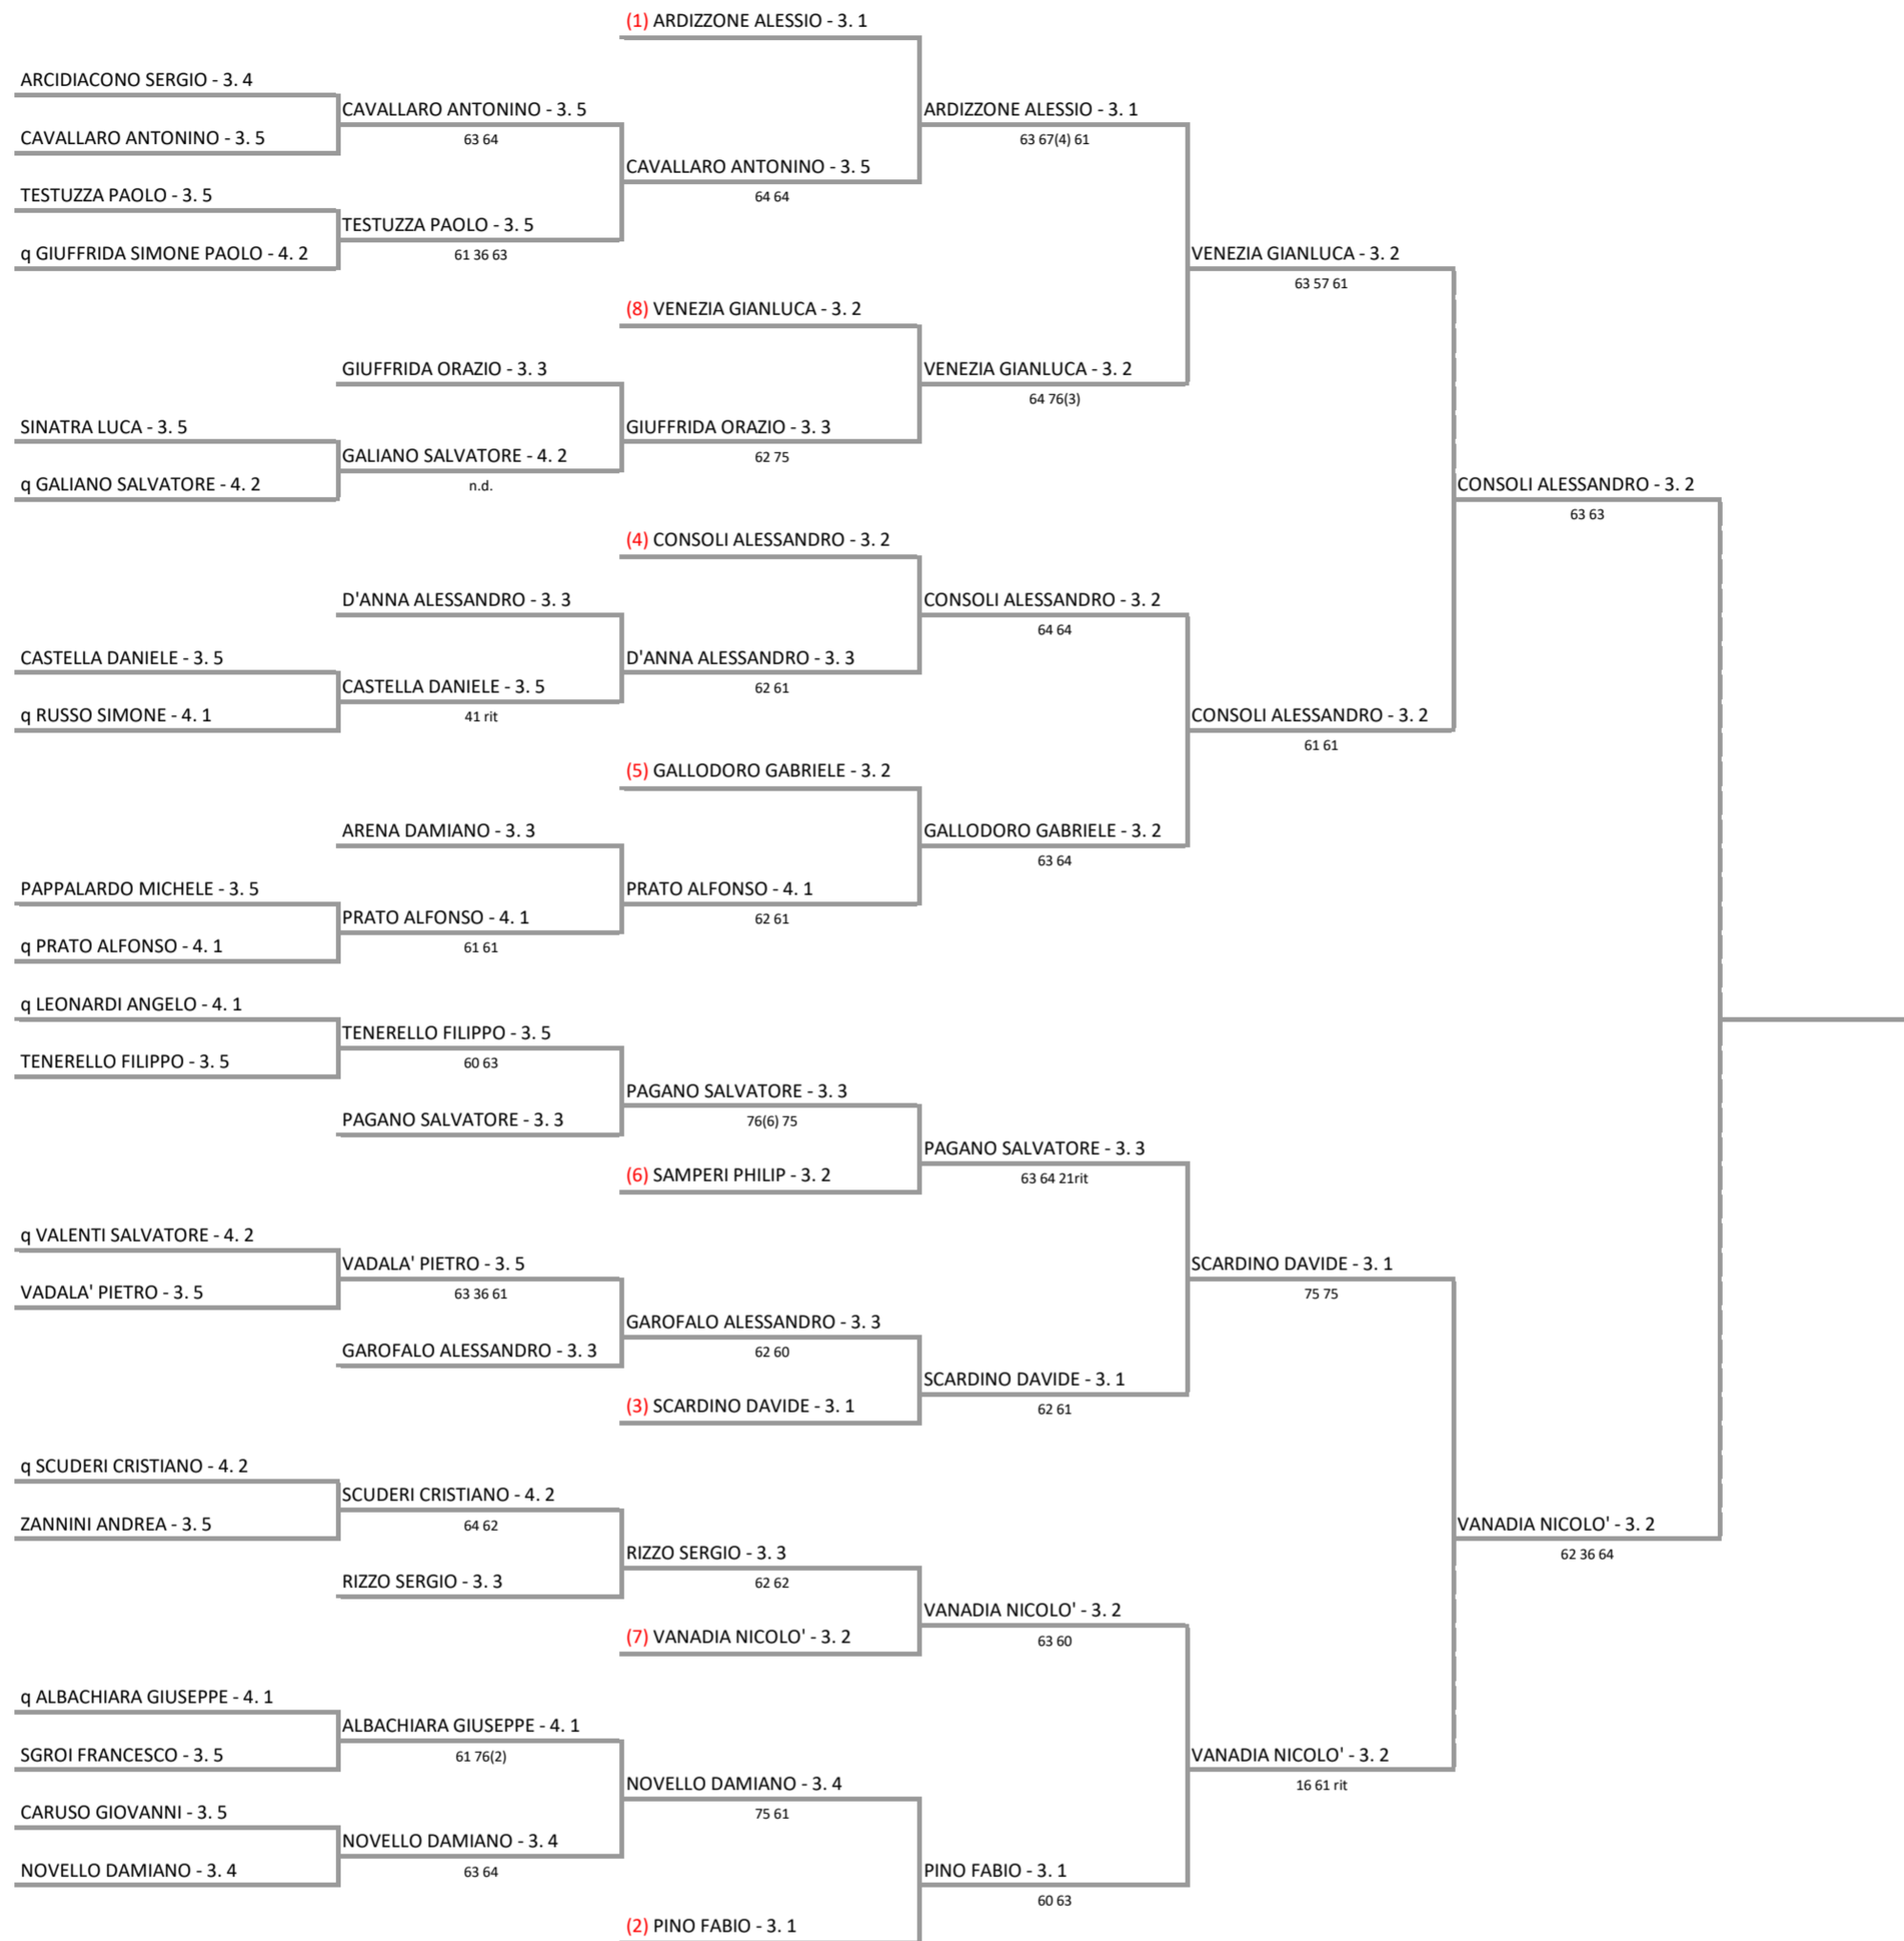 (1) ARDIZZONE ALESSIO - 3. 1
ARCIDIACONO SERGIO - 3. 4
CAVALLARO ANTONINO - 3. 5
ARDIZZONE ALESSIO - 3. 1
CAVALLARO ANTONINO - 3. 5
63 64
63 67(4) 61
CAVALLARO ANTONINO - 3. 5
TESTUZZA PAOLO - 3. 5
64 64
TESTUZZA PAOLO - 3. 5
q GIUFFRIDA SIMONE PAOLO - 4. 2
61 36 63
VENEZIA GIANLUCA - 3. 2
63 57 61
(8) VENEZIA GIANLUCA - 3. 2
GIUFFRIDA ORAZIO - 3. 3
VENEZIA GIANLUCA - 3. 2
64 76(3)
SINATRA LUCA - 3. 5
GIUFFRIDA ORAZIO - 3. 3
GALIANO SALVATORE - 4. 2
62 75
q GALIANO SALVATORE - 4. 2
n.d.
CONSOLI ALESSANDRO - 3. 2
63 63
(4) CONSOLI ALESSANDRO - 3. 2
D'ANNA ALESSANDRO - 3. 3
CONSOLI ALESSANDRO - 3. 2
64 64
CASTELLA DANIELE - 3. 5
D'ANNA ALESSANDRO - 3. 3
CASTELLA DANIELE - 3. 5
62 61
q RUSSO SIMONE - 4. 1
41 rit
CONSOLI ALESSANDRO - 3. 2
61 61
(5) GALLODORO GABRIELE - 3. 2
ARENA DAMIANO - 3. 3
GALLODORO GABRIELE - 3. 2
63 64
PAPPALARDO MICHELE - 3. 5
PRATO ALFONSO - 4. 1
PRATO ALFONSO - 4. 1
62 61
q PRATO ALFONSO - 4. 1
61 61
q LEONARDI ANGELO - 4. 1
TENERELLO FILIPPO - 3. 5
TENERELLO FILIPPO - 3. 5
60 63
PAGANO SALVATORE - 3. 3
PAGANO SALVATORE - 3. 3
76(6) 75
PAGANO SALVATORE - 3. 3
(6) SAMPERI PHILIP - 3. 2
63 64 21rit
q VALENTI SALVATORE - 4. 2
VADALA' PIETRO - 3. 5
SCARDINO DAVIDE - 3. 1
VADALA' PIETRO - 3. 5
63 36 61
75 75
GAROFALO ALESSANDRO - 3. 3
GAROFALO ALESSANDRO - 3. 3
62 60
SCARDINO DAVIDE - 3. 1
(3) SCARDINO DAVIDE - 3. 1
62 61
q SCUDERI CRISTIANO - 4. 2
SCUDERI CRISTIANO - 4. 2
ZANNINI ANDREA - 3. 5
64 62
VANADIA NICOLO' - 3. 2
62 36 64
RIZZO SERGIO - 3. 3
RIZZO SERGIO - 3. 3
62 62
VANADIA NICOLO' - 3. 2
(7) VANADIA NICOLO' - 3. 2
63 60
q ALBACHIARA GIUSEPPE - 4. 1
ALBACHIARA GIUSEPPE - 4. 1
SGROI FRANCESCO - 3. 5
61 76(2)
VANADIA NICOLO' - 3. 2
16 61 rit
NOVELLO DAMIANO - 3. 4
CARUSO GIOVANNI - 3. 5
75 61
NOVELLO DAMIANO - 3. 4
NOVELLO DAMIANO - 3. 4
63 64
PINO FABIO - 3. 1
60 63
(2) PINO FABIO - 3. 1